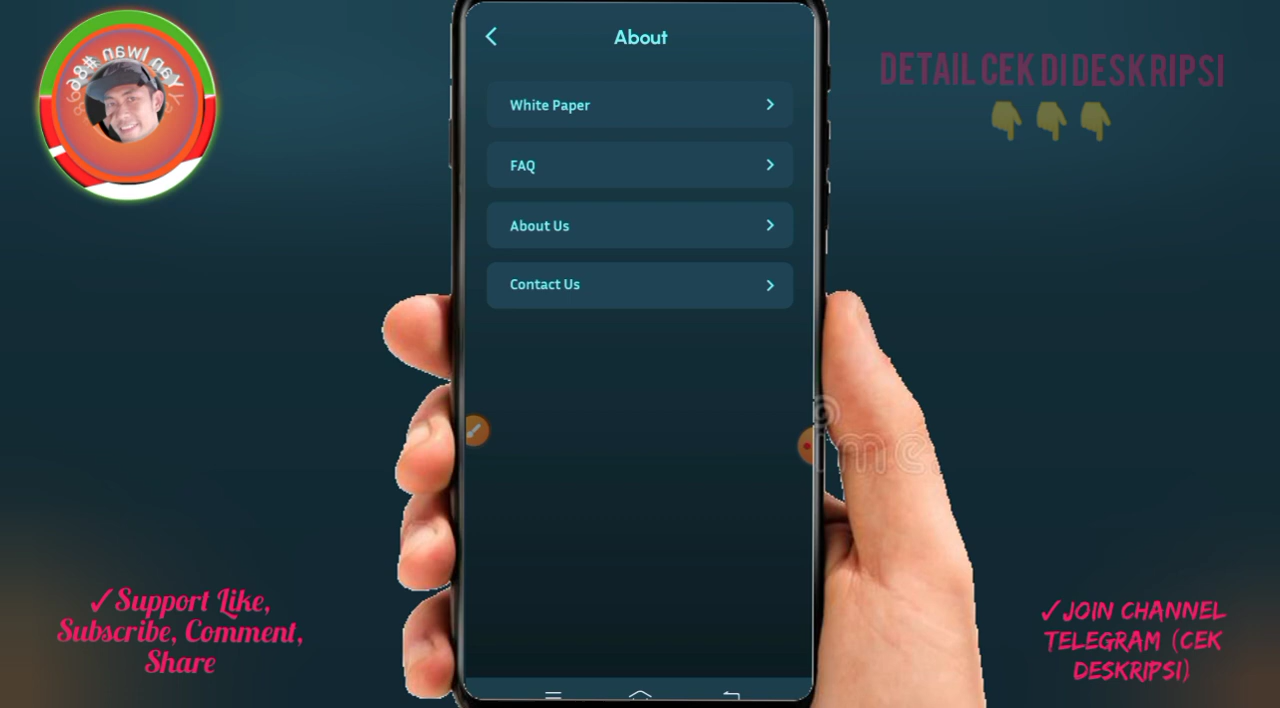 Yan Iwan #86
About
White Paper
FAQ
About Us
Contact Us
DETAIL CEK DI DESKRIPSI
ime
✓Support Like,
Subscribe, Comment,
Share
✓JOIN CHANNEL
TELEGRAM (CEK
DESKRIPSI)